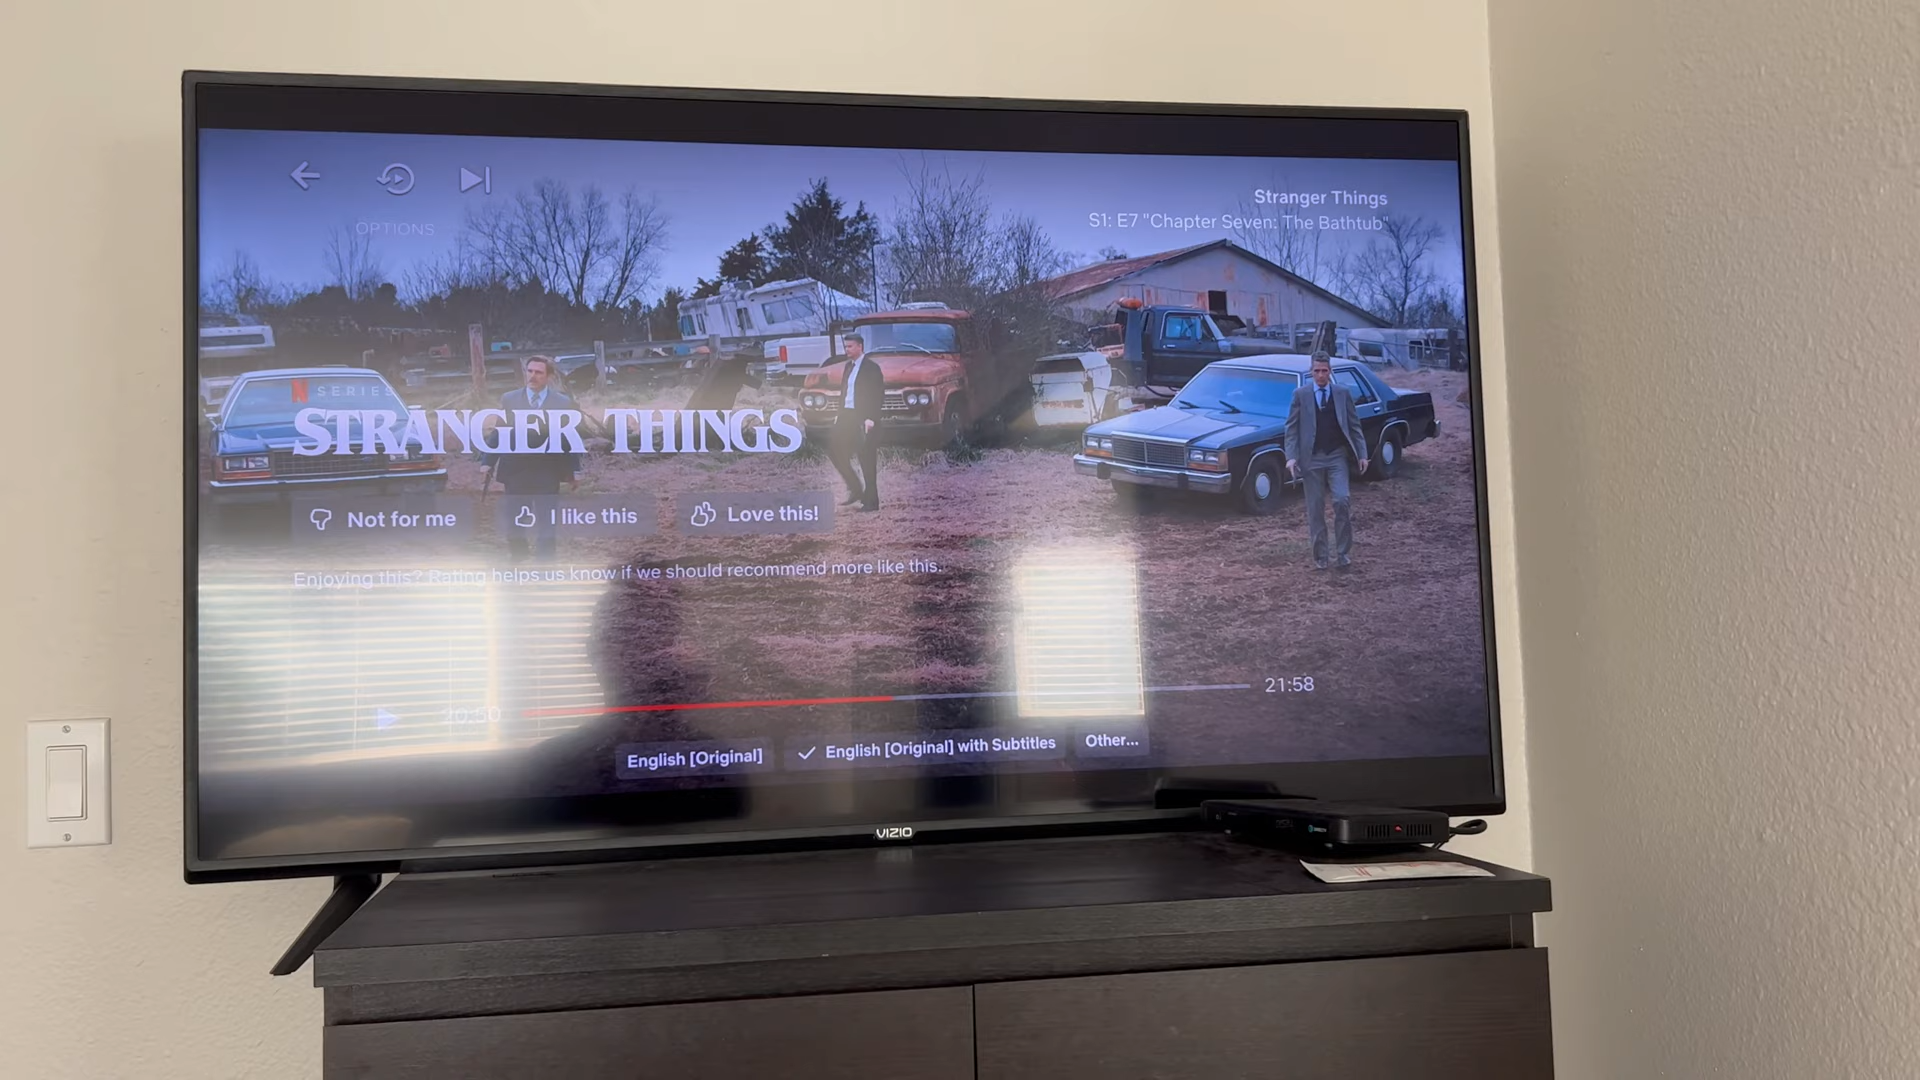 OPTIONS
Stranger Things
S1: E7 "Chapter Seven: The Bathtub"
N SERIES
STRANGER THINGS
Not for me
I like this
Love this!
Enjoying this? Rating helps us know if we should recommend more like this.
20:50
21:58
English [Original]
English [Original] with Subtitles
Other...
VIZIO